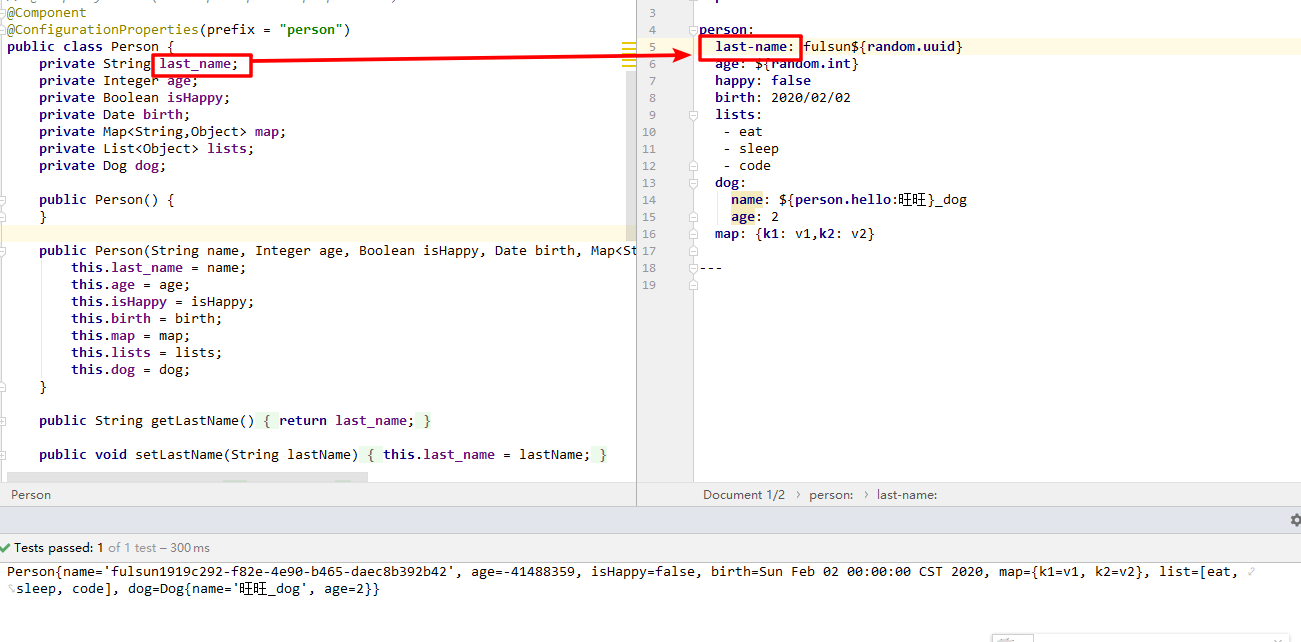 @Component
@ConfigurationProperties(prefix = "person")
public class Person {
private String last_name;
private Integer age;
private Boolean isHappy;
private Date birth;
private Map<String,Object> map;
private List<Object> lists;
private Dog dog;
public Person() {
}
public Person(String name, Integer age, Boolean isHappy, Date birth, Map<St
this.last_name = name;
this.age = age;
this.isHappy = isHappy;
this.birth = birth;
this.map = map;
this.lists = lists;
this.dog = dog;
}
public String getLastName() { return last_name; }
public void setLastName(String lastName) { this.last_name = lastName; }
Person
3
4 person:
5 last-name: fulsun${random.uuid}
6 age: ${random.int}
7 happy: false
8 birth: 2020/02/02
9 lists:
10 - eat
11 - sleep
12 - code
13 dog:
14 name: ${person.hello:旺旺}_dog
15 age: 2
16 map: {k1: v1,k2: v2}
17
18 ---
19
Document 1/2 › person: › last-name:
Tests passed: 1 of 1 test – 300 ms
Person{name='fulsun1919c292-f82e-4e90-b465-daec8b392b42', age=-41488359, isHappy=false, birth=Sun Feb 02 00:00:00 CST 2020, map={k1=v1, k2=v2}, list=[eat,
sleep, code], dog=Dog{name='旺旺_dog', age=2}}